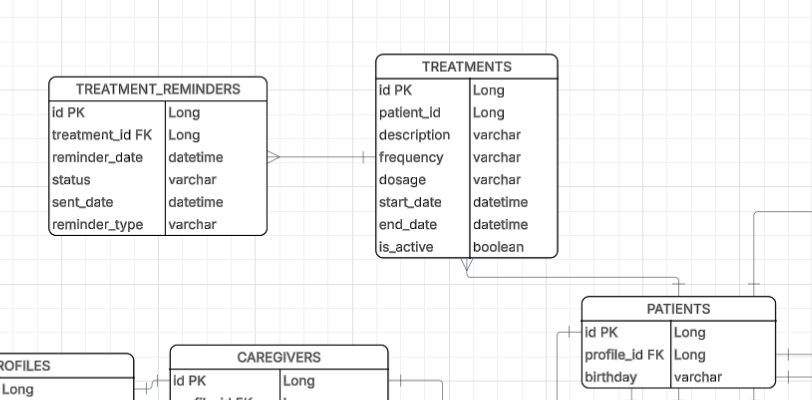 TREATMENTS
id PK Long
patient_id Long
description varchar
frequency varchar
dosage varchar
start_date datetime
end_date datetime
is_active boolean
TREATMENT_REMINDERS
id PK Long
treatment_id FK Long
reminder_date datetime
status varchar
sent_date datetime
reminder_type varchar
PATIENTS
id PK Long
profile_id FK Long
birthday varchar
CAREGIVERS
id PK Long
ROFILES
Long